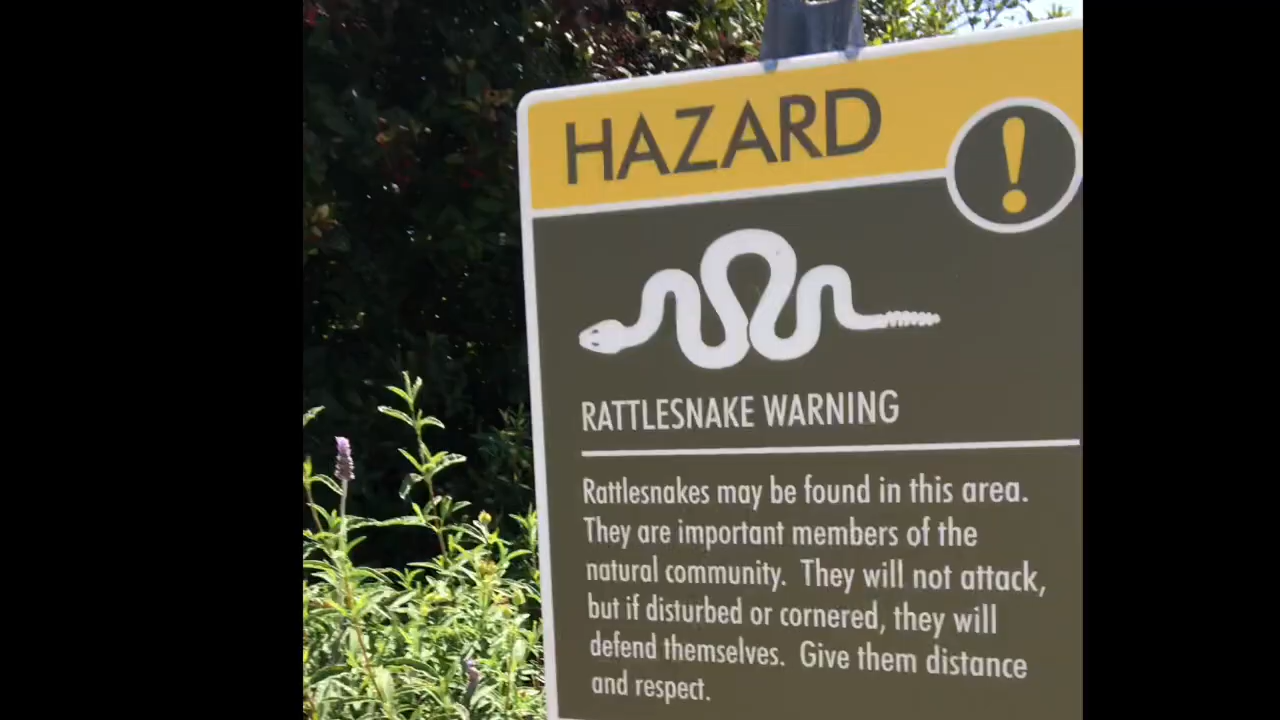 HAZARD
!
RATTLESNAKE WARNING
Rattlesnakes may be found in this area.
They are important members of the
natural community. They will not attack,
but if disturbed or cornered, they will
defend themselves. Give them distance
and respect.